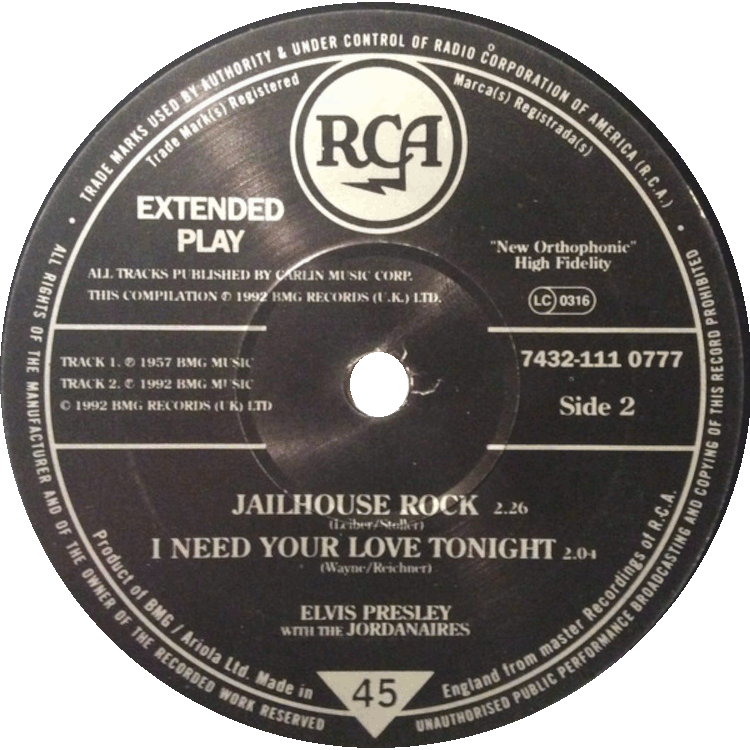 • TRADE MARKS USED BY AUTHORITY & UNDER CONTROL OF RADIO CORPORATION OF AMERICA (R.C.A.) •
Trade Mark(s) Registered
Marca(s) Registrada(s)
RCA
EXTENDED
PLAY
"New Orthophonic"
High Fidelity
ALL TRACKS PUBLISHED BY CARLIN MUSIC CORP.
THIS COMPILATION ℗ 1992 BMG RECORDS (U.K.) LTD.
LC 0316
TRACK 1. ℗ 1957 BMG MUSIC
TRACK 2. ℗ 1992 BMG MUSIC
© 1992 BMG RECORDS (UK) LTD
7432-111 0777
Side 2
JAILHOUSE ROCK 2.26
(Leiber/Stoller)
I NEED YOUR LOVE TONIGHT 2.04
(Wayne/Reichner)
ELVIS PRESLEY
WITH THE JORDANAIRES
Product of BMG / Ariola Ltd. Made in England from master Recordings of R.C.A.
45
ALL RIGHTS OF THE MANUFACTURER AND OF THE OWNER OF THE RECORDED WORK RESERVED
UNAUTHORISED PUBLIC PERFORMANCE BROADCASTING AND COPYING OF THIS RECORD PROHIBITED